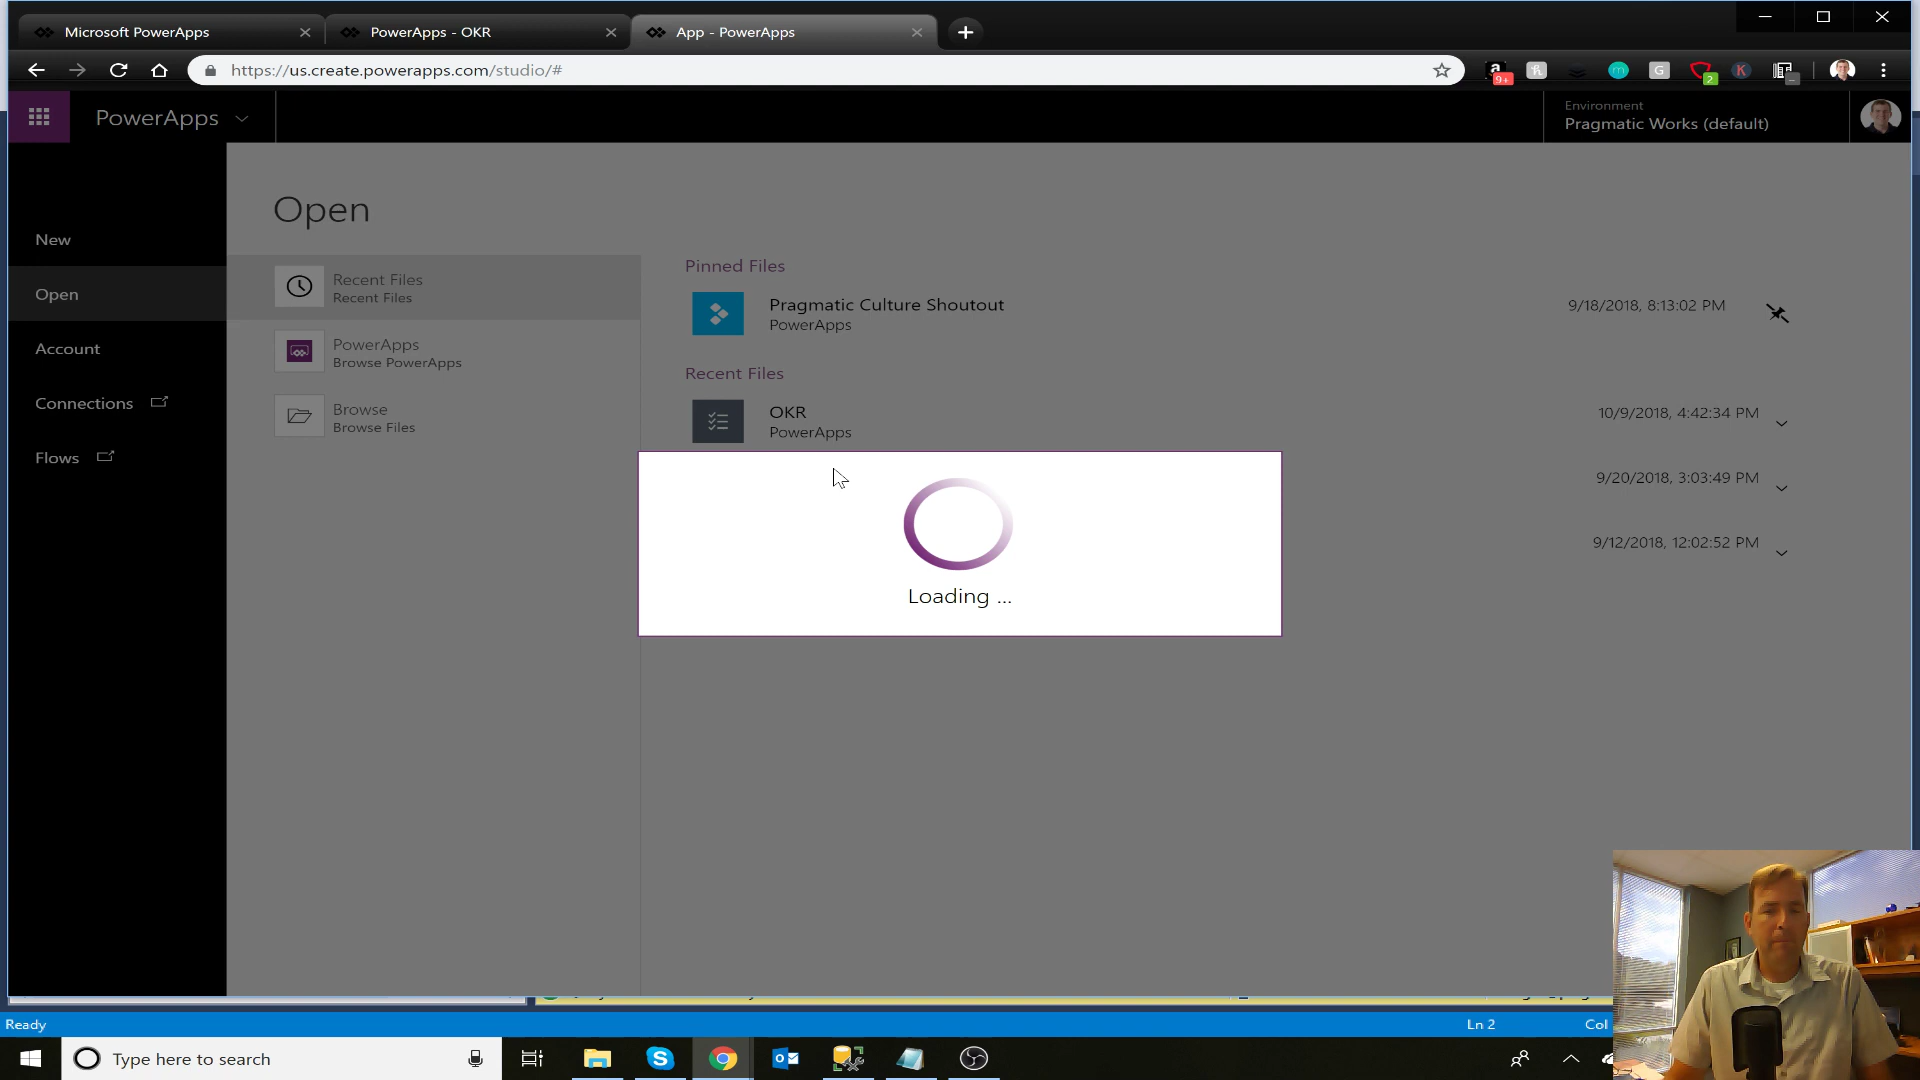 Microsoft PowerApps
PowerApps - OKR
App - PowerApps
https://us.create.powerapps.com/studio/#
9+
2
PowerApps
Environment
Pragmatic Works (default)
New
Open
Account
Connections
Flows
Open
Recent Files
Recent Files
PowerApps
Browse PowerApps
Browse
Browse Files
Pinned Files
Pragmatic Culture Shoutout
PowerApps
9/18/2018, 8:13:02 PM
Recent Files
OKR
PowerApps
10/9/2018, 4:42:34 PM
9/20/2018, 3:03:49 PM
9/12/2018, 12:02:52 PM
Loading ...
Ready
Ln 2
Col
Type here to search